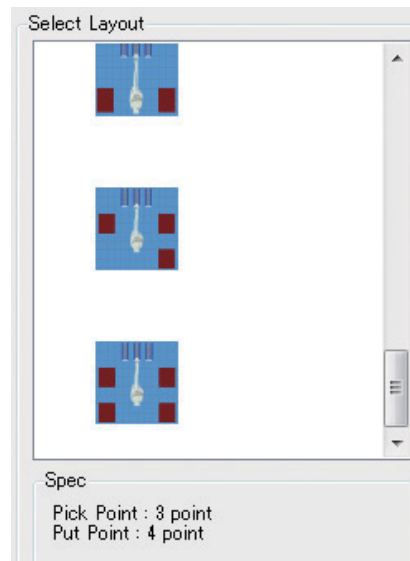 Select Layout
Spec
Pick Point : 3 point
Put Point : 4 point